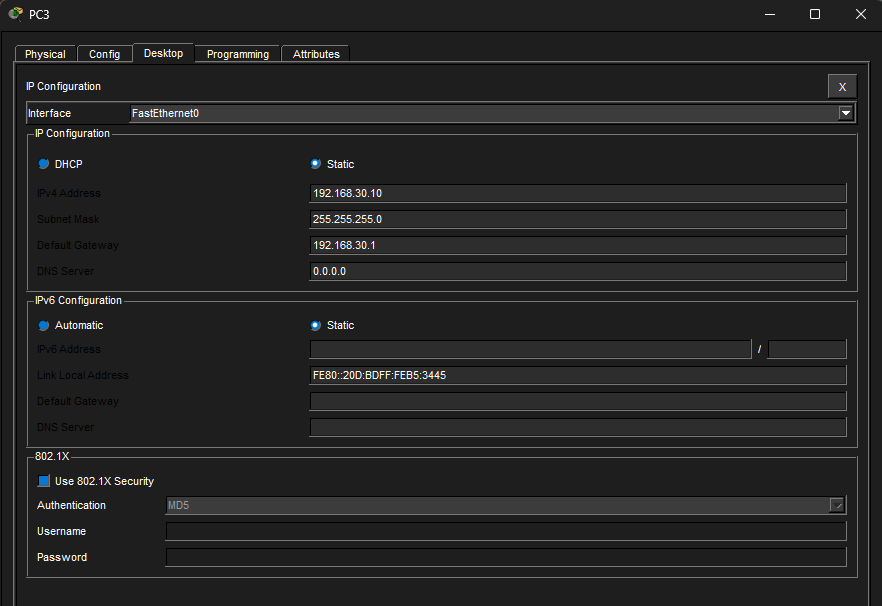 PC3
Physical Config Desktop Programming Attributes
IP Configuration X
Interface FastEthernet0
IP Configuration
DHCP Static
IPv4 Address 192.168.30.10
Subnet Mask 255.255.255.0
Default Gateway 192.168.30.1
DNS Server 0.0.0.0
IPv6 Configuration
Automatic Static
IPv6 Address /
Link Local Address FE80::20D:BDFF:FEB5:3445
Default Gateway
DNS Server
802.1X
Use 802.1X Security
Authentication MD5
Username
Password